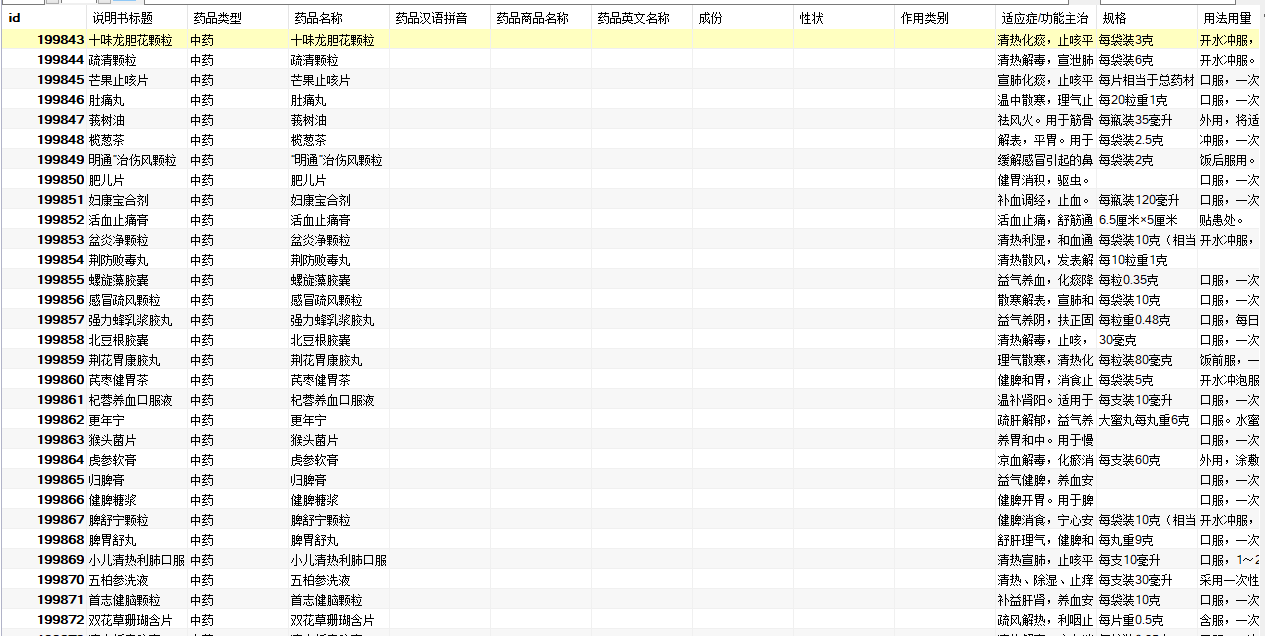 id 说明书标题 药品类型 药品名称 药品汉语拼音 药品商品名称 药品英文名称 成份 性状 作用类别 适应症/功能主治 规格 用法用量
199843 十味龙胆花颗粒 中药 十味龙胆花颗粒 清热化痰，止咳平 每袋装3克 开水冲服，
199844 疏清颗粒 中药 疏清颗粒 清热解毒，宣泄肺 每袋装6克 开水冲服。
199845 芒果止咳片 中药 芒果止咳片 宣肺化痰，止咳平 每片相当于总药材 口服，一次
199846 肚痛丸 中药 肚痛丸 温中散寒，理气止 每20粒重1克 口服，一次
199847 莪树油 中药 莪树油 祛风火。用于筋骨 每瓶装35毫升 外用，将适
199848 榄葱茶 中药 榄葱茶 解表，平胃。用于 每袋装2.5克 冲服，一次
199849 明通"治伤风颗粒 中药 "明通"治伤风颗粒 缓解感冒引起的鼻 每袋装2克 饭后服用。
199850 肥儿片 中药 肥儿片 健胃消积，驱虫。 口服，一次
199851 妇康宝合剂 中药 妇康宝合剂 补血调经，止血。 每瓶装120毫升 口服，一次
199852 活血止痛膏 中药 活血止痛膏 活血止痛，舒筋通 6.5厘米×5厘米 贴患处。
199853 盆炎净颗粒 中药 盆炎净颗粒 清热利湿，和血通 每袋装10克（相当 开水冲服，
199854 荆防败毒丸 中药 荆防败毒丸 清热散风，发表解 每10粒重1克
199855 螺旋藻胶囊 中药 螺旋藻胶囊 益气养血，化痰降 每粒0.35克 口服，一次
199856 感冒疏风颗粒 中药 感冒疏风颗粒 散寒解表，宣肺和 每袋装10克 口服，一次
199857 强力蜂乳浆胶丸 中药 强力蜂乳浆胶丸 益气养阴，扶正固 每粒重0.48克 口服，每日
199858 北豆根胶囊 中药 北豆根胶囊 清热解毒，止咳， 30毫克 口服，一次
199859 荆花胃康胶丸 中药 荆花胃康胶丸 理气散寒，清热化 每粒装80毫克 饭前服，一
199860 芪枣健胃茶 中药 芪枣健胃茶 健脾和胃，消食止 每袋装5克 开水冲泡服
199861 杞蓉养血口服液 中药 杞蓉养血口服液 温补肾阳。适用于 每支装10毫升 口服，一次
199862 更年宁 中药 更年宁 疏肝解郁，益气养 大蜜丸每丸重6克 口服。水蜜
199863 猴头菌片 中药 猴头菌片 养胃和中。用于慢 口服，一次
199864 虎参软膏 中药 虎参软膏 凉血解毒，化瘀消 每支装60克 外用，涂敷
199865 归脾膏 中药 归脾膏 益气健脾，养血安 口服，一次
199866 健脾糖浆 中药 健脾糖浆 健脾开胃。用于脾 口服，一次
199867 脾舒宁颗粒 中药 脾舒宁颗粒 健脾消食，宁心安 每袋装10克（相当 开水冲服，
199868 脾胃舒丸 中药 脾胃舒丸 舒肝理气，健脾和 每丸重9克 口服，一次
199869 小儿清热利肺口服 中药 小儿清热利肺口服 清热宣肺，止咳平 每支10毫升 口服，1～2
199870 五柏参洗液 中药 五柏参洗液 清热、除湿、止痒 每支装30毫升 采用一次性
199871 首志健脑颗粒 中药 首志健脑颗粒 补益肝肾，养血安 每袋装10克 口服，一次
199872 双花草珊瑚含片 中药 双花草珊瑚含片 疏风解热，利咽止 每片重0.5克 含服，一次